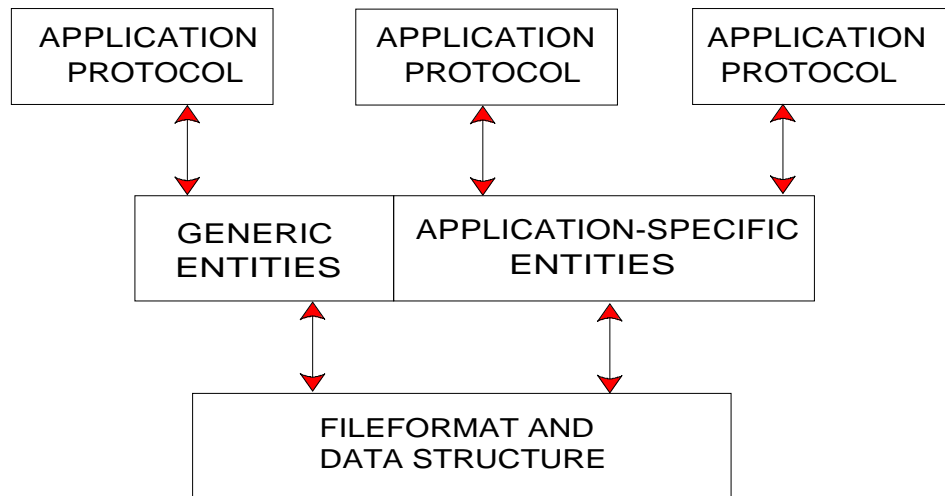 APPLICATION
PROTOCOL
APPLICATION
PROTOCOL
APPLICATION
PROTOCOL
GENERIC
ENTITIES
APPLICATION-SPECIFIC
ENTITIES
FILEFORMAT AND
DATA STRUCTURE